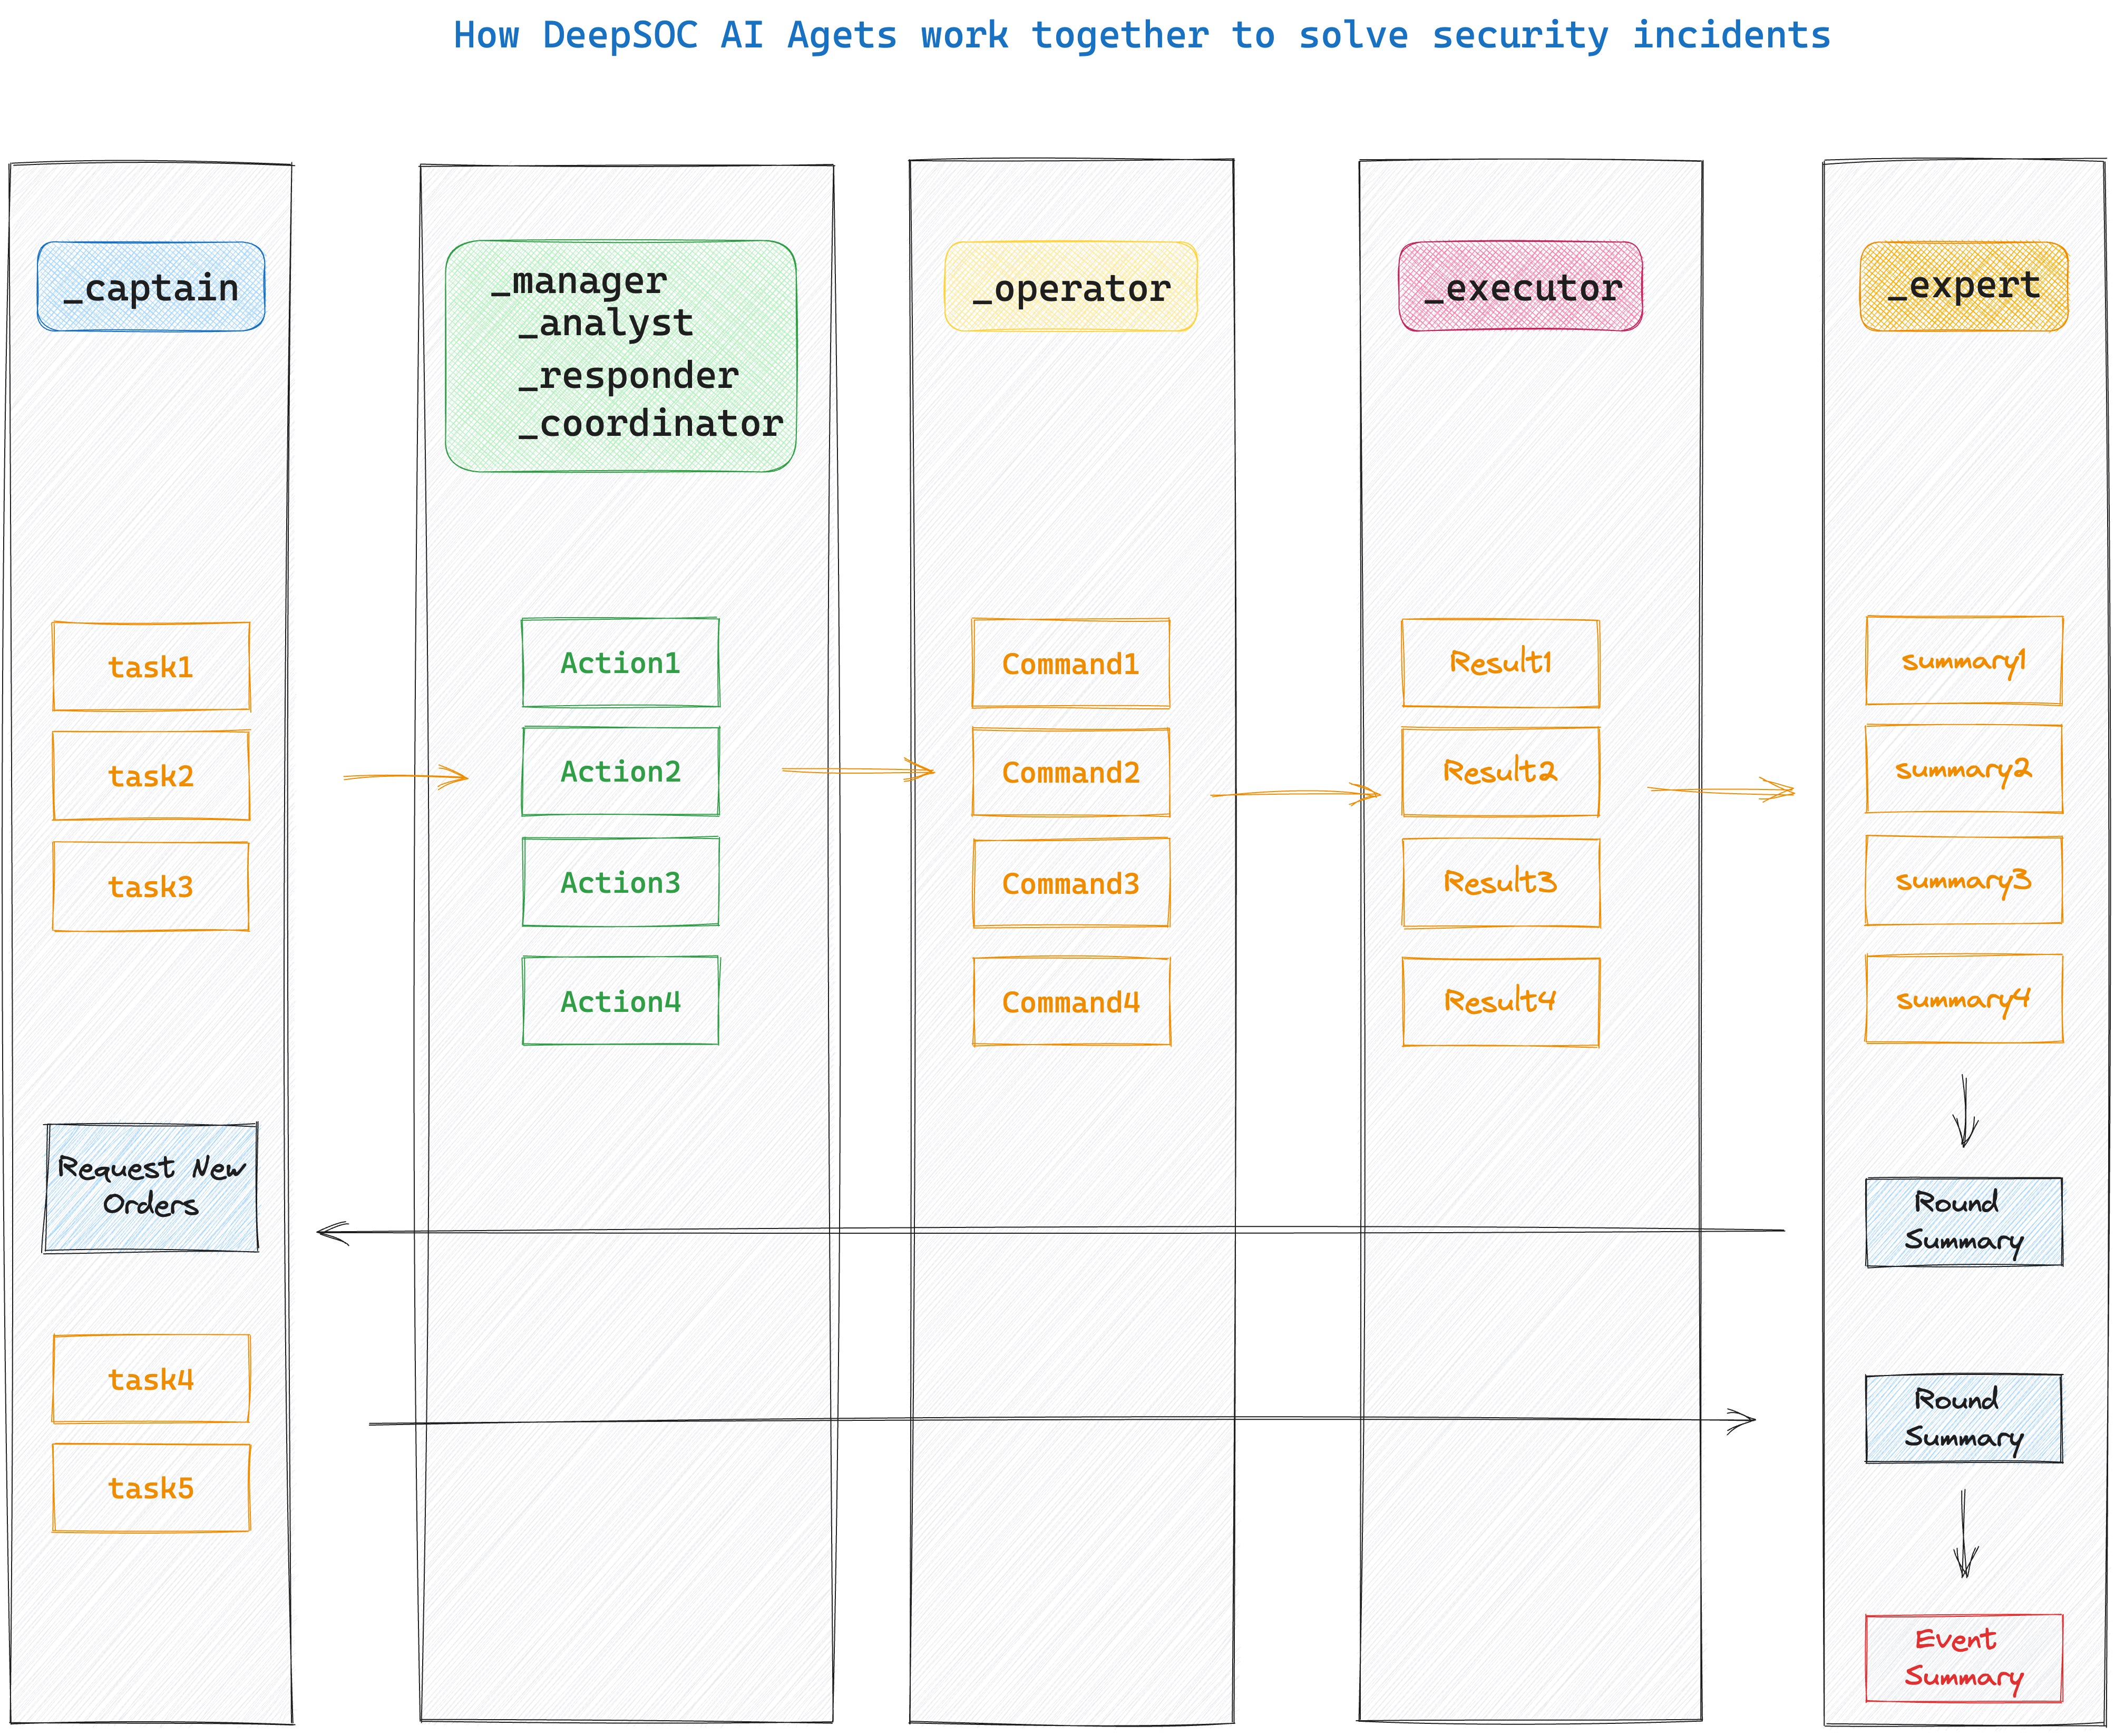 How DeepSOC AI Agets work together to solve security incidents
_captain
_manager
_analyst
_responder
_coordinator
_operator
_executor
_expert
task1
task2
task3
Action1
Action2
Action3
Action4
Command1
Command2
Command3
Command4
Result1
Result2
Result3
Result4
summary1
summary2
summary3
summary4
Request New
Orders
Round
Summary
task4
task5
Round
Summary
Event
Summary